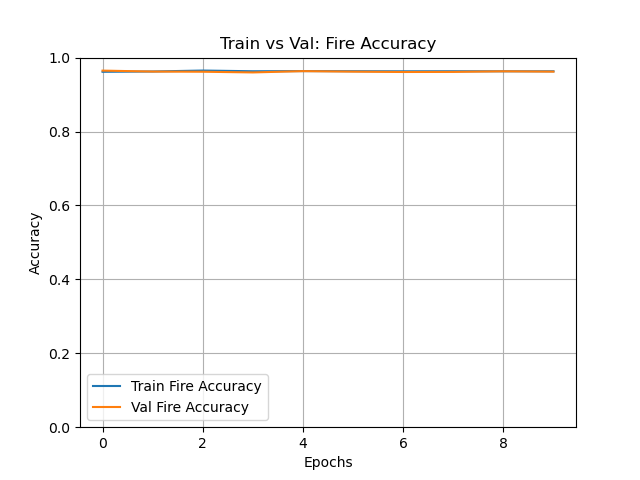 Train vs Val: Fire Accuracy
1.0
0.8
0.6
0.4
0.2
0.0
Accuracy
Train Fire Accuracy
Val Fire Accuracy
0 2 4 6 8
Epochs